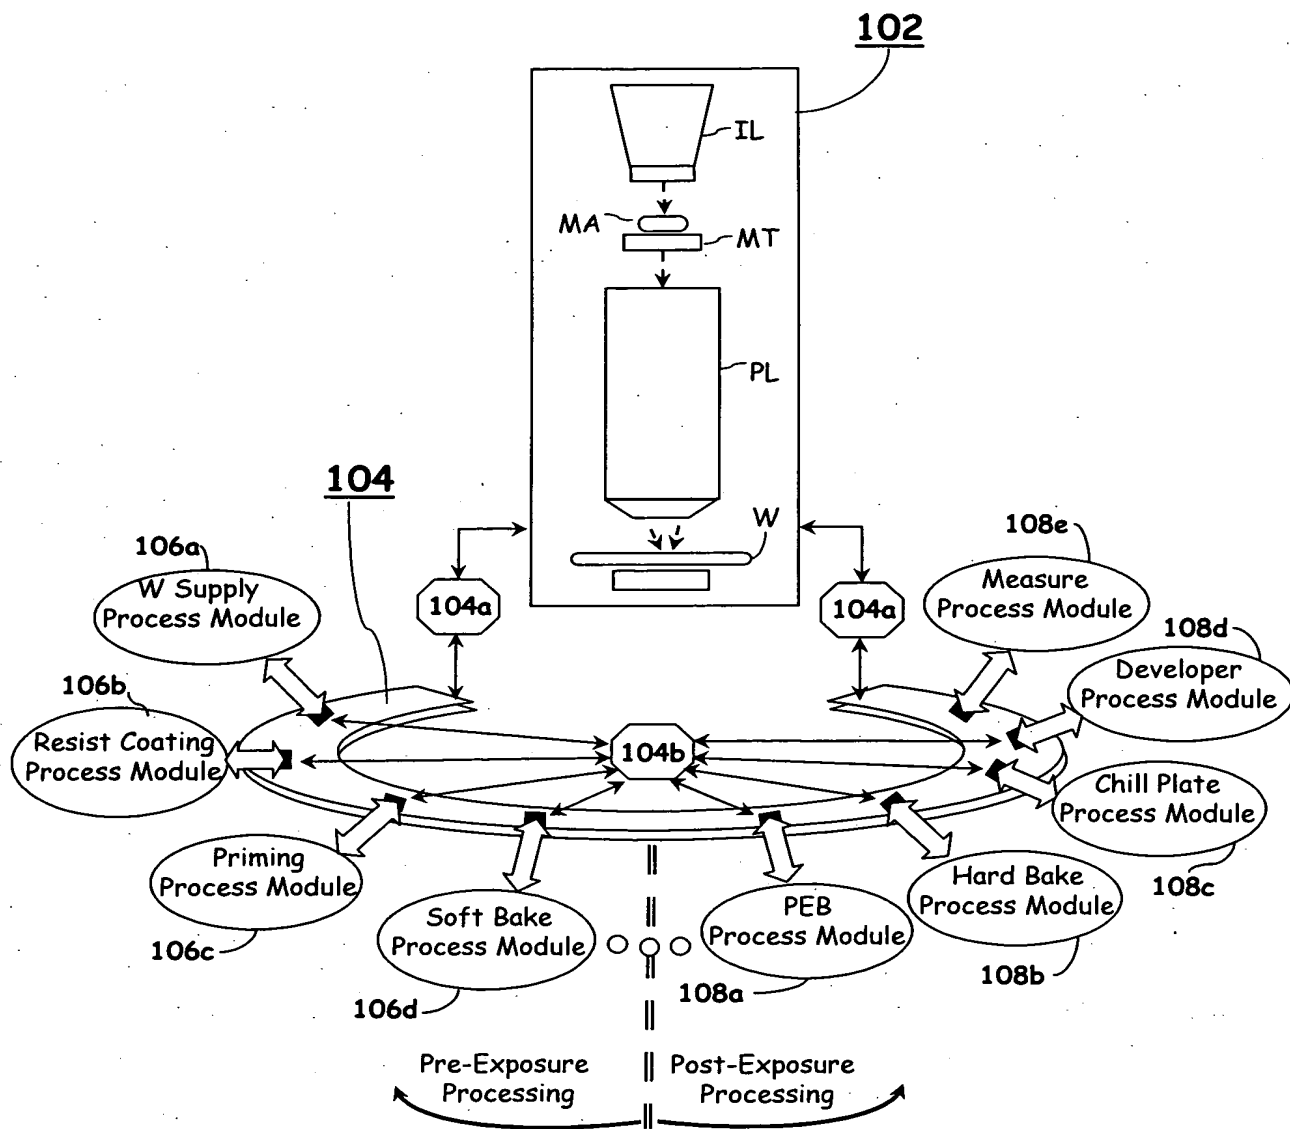 102
IL
MA
MT
PL
104
W
106a
W Supply
Process Module
104a
104a
108e
Measure
Process Module
108d
Developer
Process Module
106b
Resist Coating
Process Module
104b
Chill Plate
Process Module
108c
Priming
Process Module
106c
Soft Bake
Process Module
106d
PEB
Process Module
108a
Hard Bake
Process Module
108b
Pre-Exposure
Processing
Post-Exposure
Processing